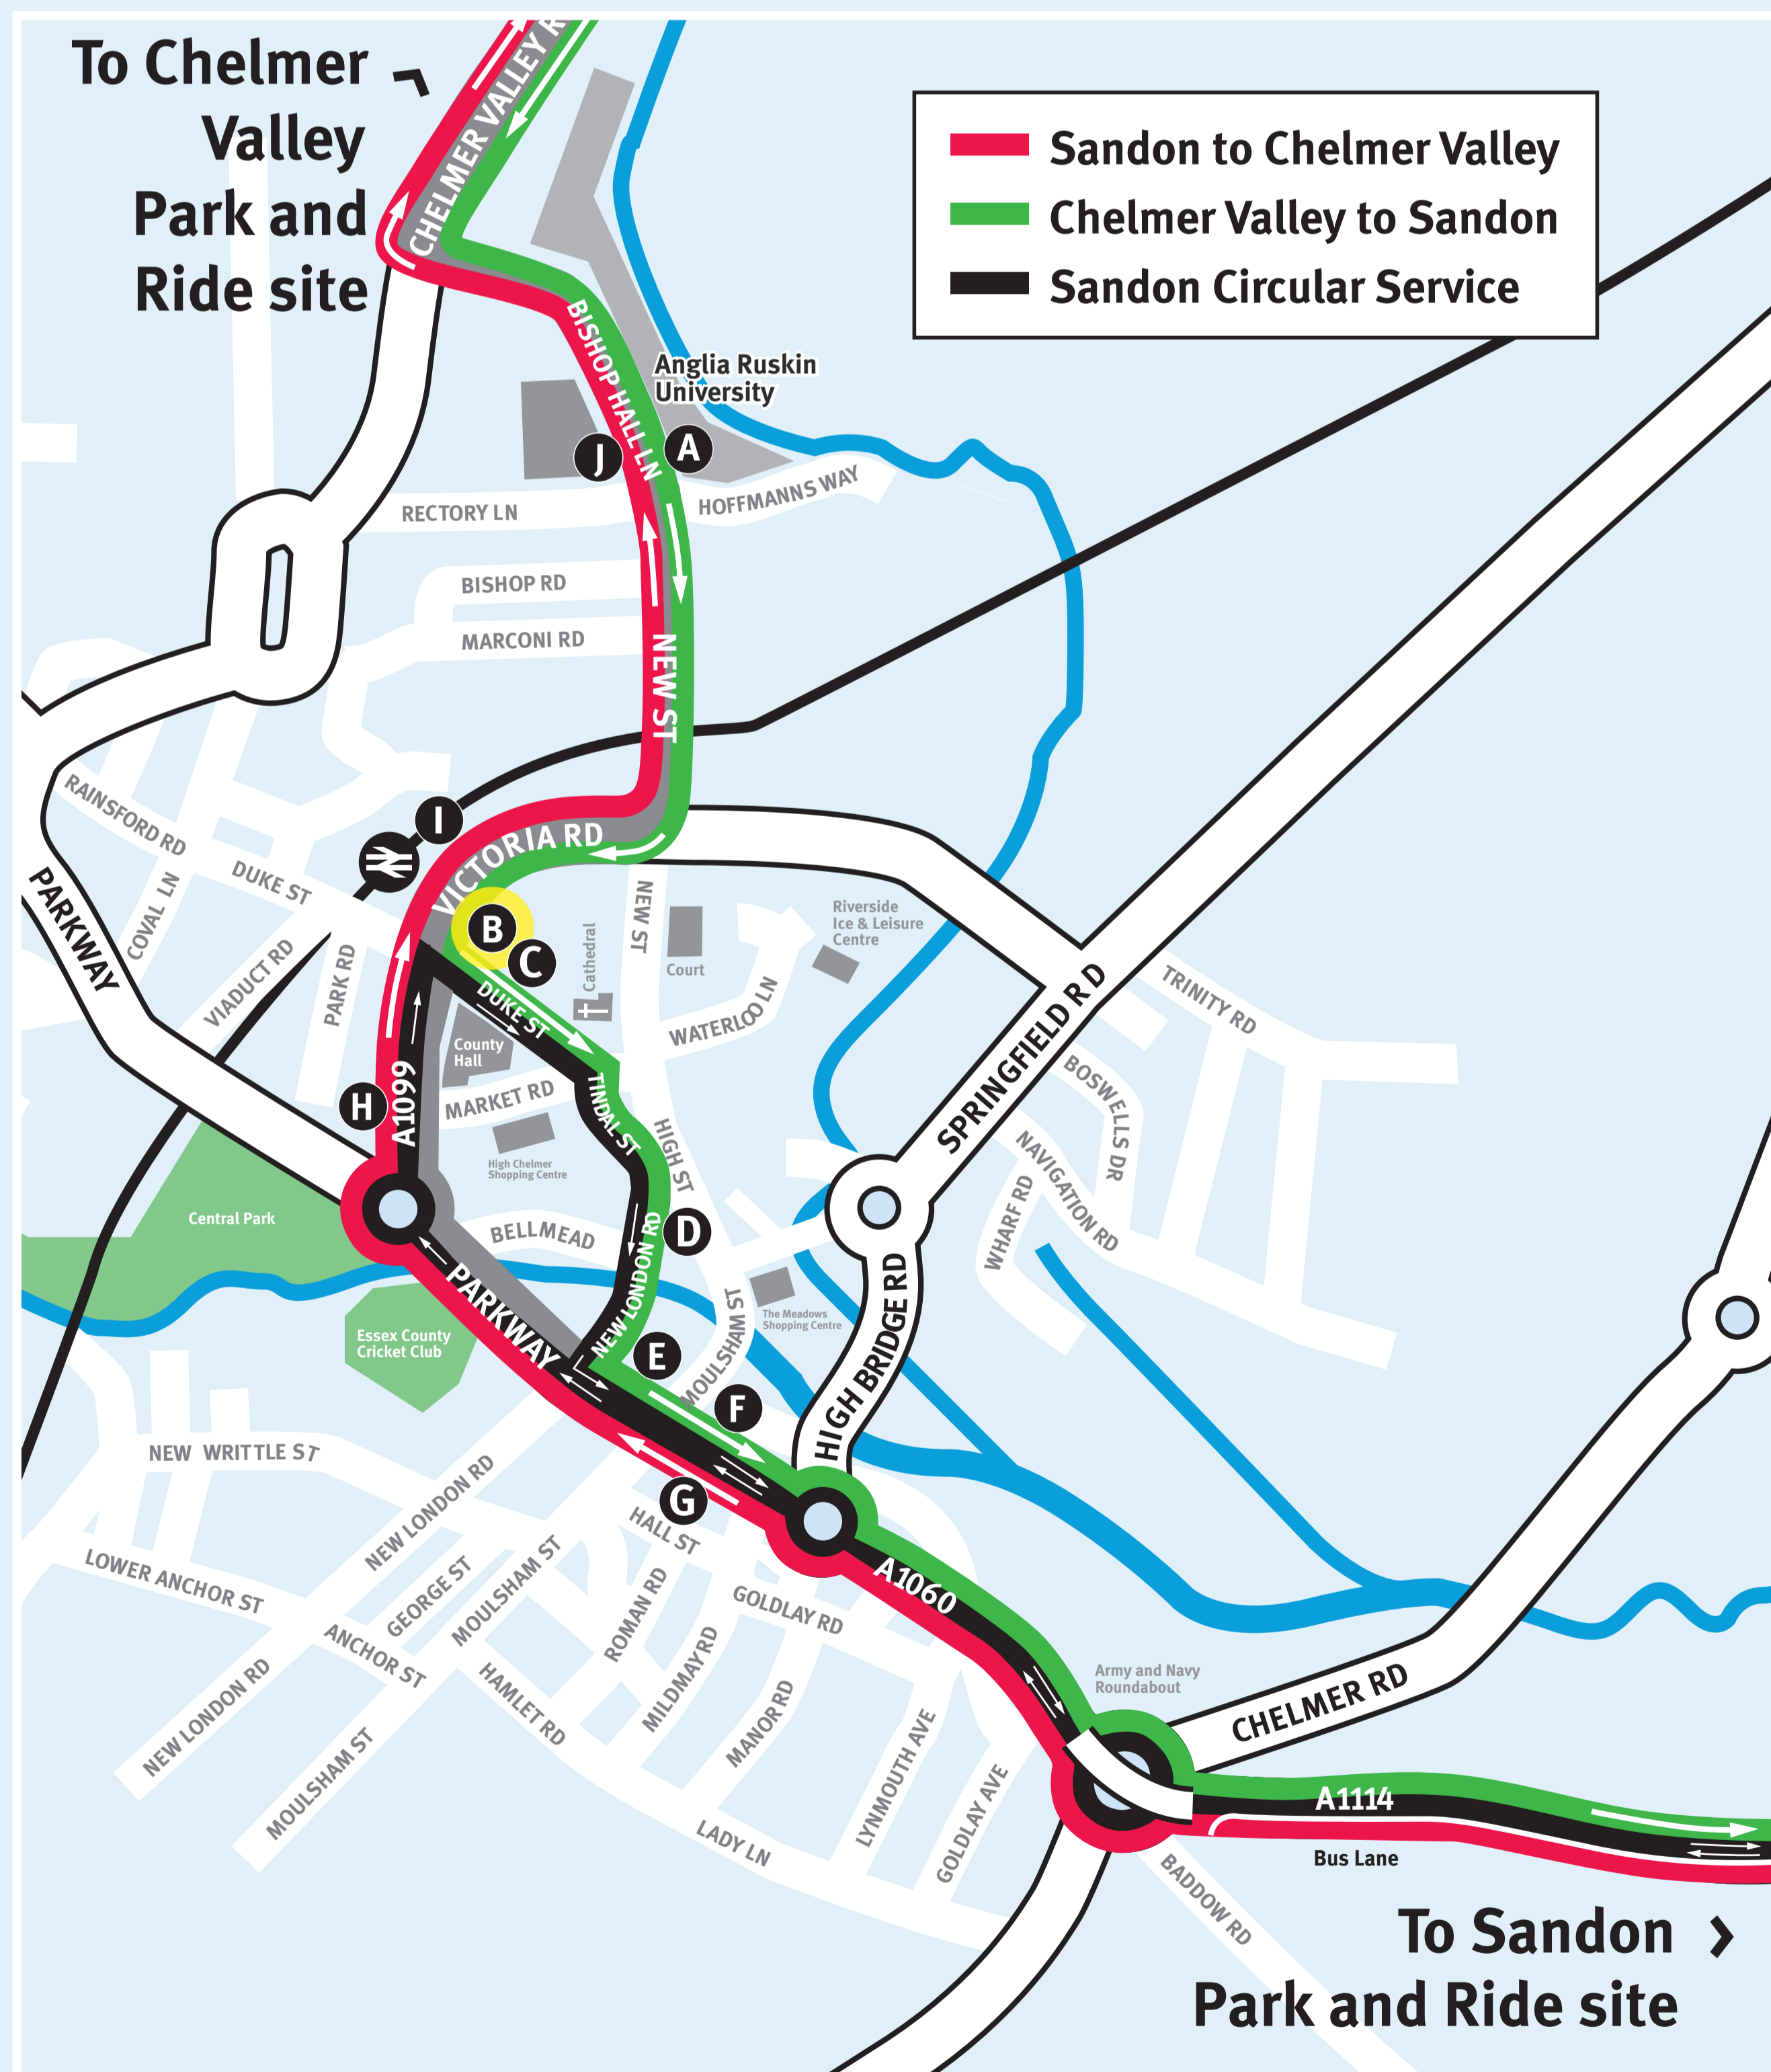 To Chelmer
Valley
Park and
Ride site
CHELMER VALLEY R
Sandon to Chelmer Valley
Chelmer Valley to Sandon
Sandon Circular Service
BISHOP HALL LN
Anglia Ruskin
University
J
A
RECTORY LN
HOFFMANNS WAY
BISHOP RD
MARCONI RD
NEW ST
RAINSFORD RD
I
VICTORIA RD
DUKE ST
COVAL LN
PARKWAY
VIADUCT RD
PARK RD
B
C
Cathedral
NEW ST
Court
Riverside
Ice & Leisure
Centre
DUKE ST
WATERLOO LN
County
Hall
SPRINGFIELD RD
TRINITY RD
BOSWELLS DR
H
A1099
MARKET RD
TINDAL ST
HIGH ST
High Chelmer
Shopping Centre
NAVIGATION RD
WHARF RD
Central Park
BELLMEAD
D
NEW LONDON RD
PARKWAY
Essex County
Cricket Club
The Meadows
Shopping Centre
MOULSHAM ST
HIGH BRIDGE RD
E
F
G
NEW WRITTLE ST
NEW LONDON RD
HALL ST
LOWER ANCHOR ST
GEORGE ST
MOULSHAM ST
ROMAN RD
GOLDLAY RD
A1060
ANCHOR ST
HAMLET RD
MILDMAY RD
MANOR RD
NEW LONDON RD
MOULSHAM ST
LYNMOUTH AVE
GOLDLAY AVE
LADY LN
Army and Navy
Roundabout
CHELMER RD
A1114
Bus Lane
BADDOW RD
To Sandon
Park and Ride site